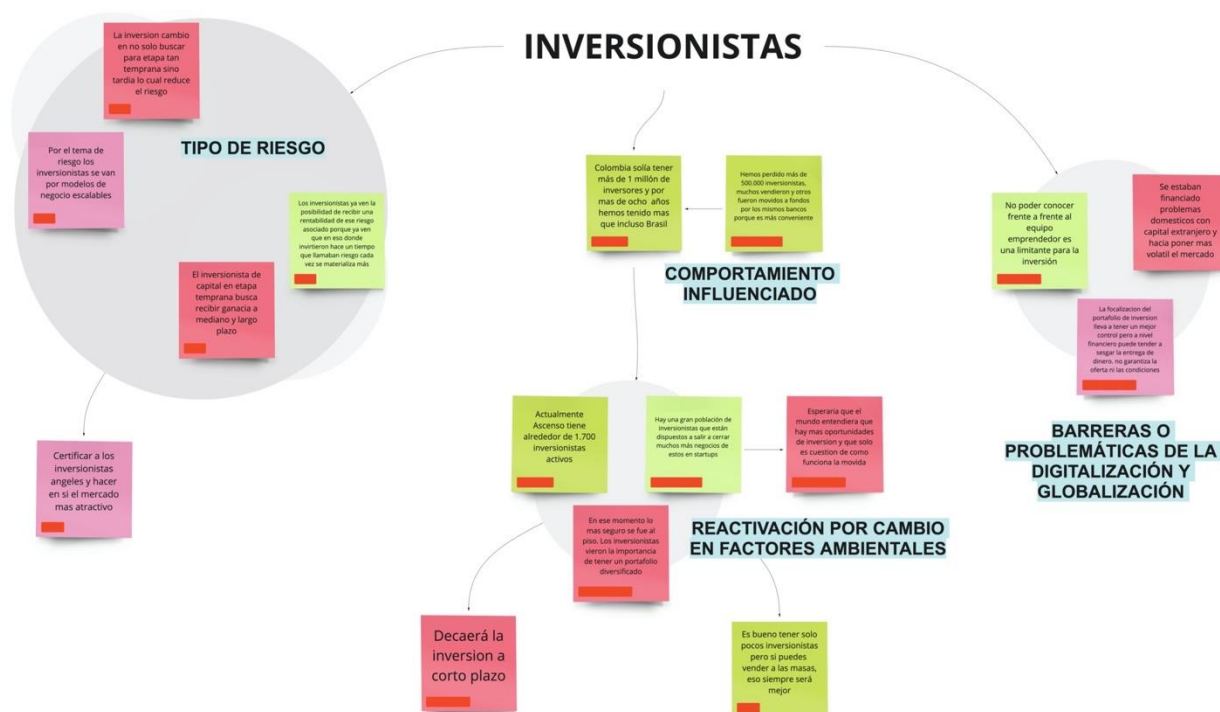 INVERSIONISTAS
La inversion cambio
en no solo buscar
para etapa tan
temprana sino
tardia lo cual reduce
el riesgo
TIPO DE RIESGO
Por el tema de
riesgo los
inversionistas se van
por modelos de
negocio escalables
Los inversionistas ya ven la
posibilidad de recibir una
rentabilidad de ese riesgo
asociado porque ya ven
que en eso donde
invirtieron hace un tiempo
que llamaban riesgo cada
vez se materializa más
El inversionista de
capital en etapa
temprana busca
recibir ganacia a
mediano y largo
plazo
Certificar a los
inversionistas
angeles y hacer
en si el mercado
mas atractivo
Colombia solía tener
más de 1 millón de
inversores y por
mas de ocho años
hemos tenido mas
que incluso Brasil
Hemos perdido más de
500.000 inversionistas,
muchos vendieron y otros
fueron movidos a fondos
por los mismos bancos
porque es más conveniente
COMPORTAMIENTO
INFLUENCIADO
Actualmente
Ascenso tiene
alrededor de 1.700
inversionistas
activos
Hay una gran población de
inversionistas que están
dispuestos a salir a cerrar
muchos más negocios de
estos en startups
Esperaria que el
mundo entendiera que
hay mas oportunidades
de inversion y que solo
es cuestion de como
funciona la movida
En ese momento lo
mas seguro se fue al
piso. Los inversionistas
vieron la importancia
de tener un portafolio
diversificado
REACTIVACIÓN POR CAMBIO
EN FACTORES AMBIENTALES
Decaerá la
inversion a
corto plazo
Es bueno tener solo
pocos inversionistas
pero si puedes
vender a las masas,
eso siempre será
mejor
No poder conocer
frente a frente al
equipo
emprendedor es
una limitante para la
inversión
Se estaban
financiado
problemas
domesticos con
capital extranjero y
hacia poner mas
volatil el mercado
La focalizacion del
portafolio de inversion
lleva a tener un mejor
control pero a nivel
financiero puede tender a
sesgar la entrega de
dinero, no garantiza la
oferta ni las condiciones
BARRERAS O
PROBLEMÁTICAS DE LA
DIGITALIZACIÓN Y
GLOBALIZACIÓN